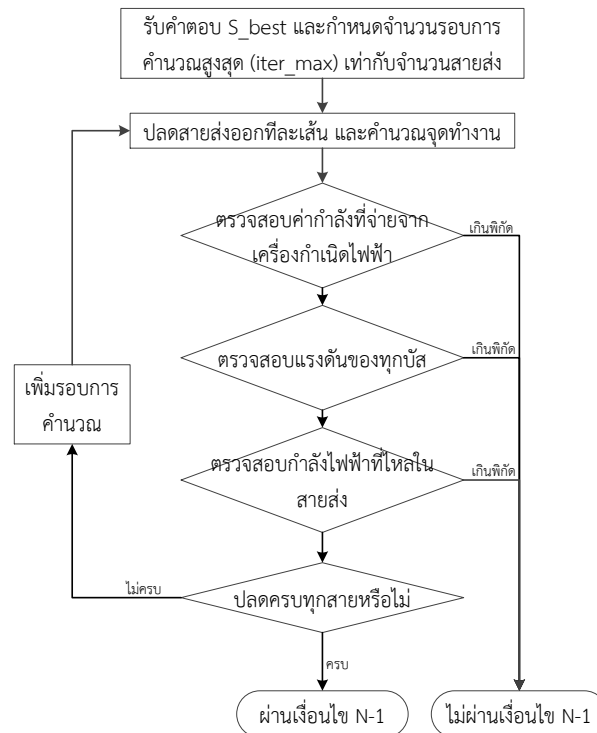 รับคำตอบ S_best และกำหนดจำนวนรอบการ
คำนวณสูงสุด (iter_max) เท่ากับจำนวนสายส่ง
ปลดสายส่งออกทีละเส้น และคำนวณจุดทำงาน
ตรวจสอบค่ากำลังที่จ่ายจาก
เครื่องกำเนิดไฟฟ้า
เกินพิกัด
ตรวจสอบแรงดันของทุกบัส
เกินพิกัด
เพิ่มรอบการ
คำนวณ
ตรวจสอบกำลังไฟฟ้าที่ไหลใน
สายส่ง
เกินพิกัด
ไม่ครบ
ปลดครบทุกสายหรือไม่
ครบ
ผ่านเงื่อนไข N-1
ไม่ผ่านเงื่อนไข N-1